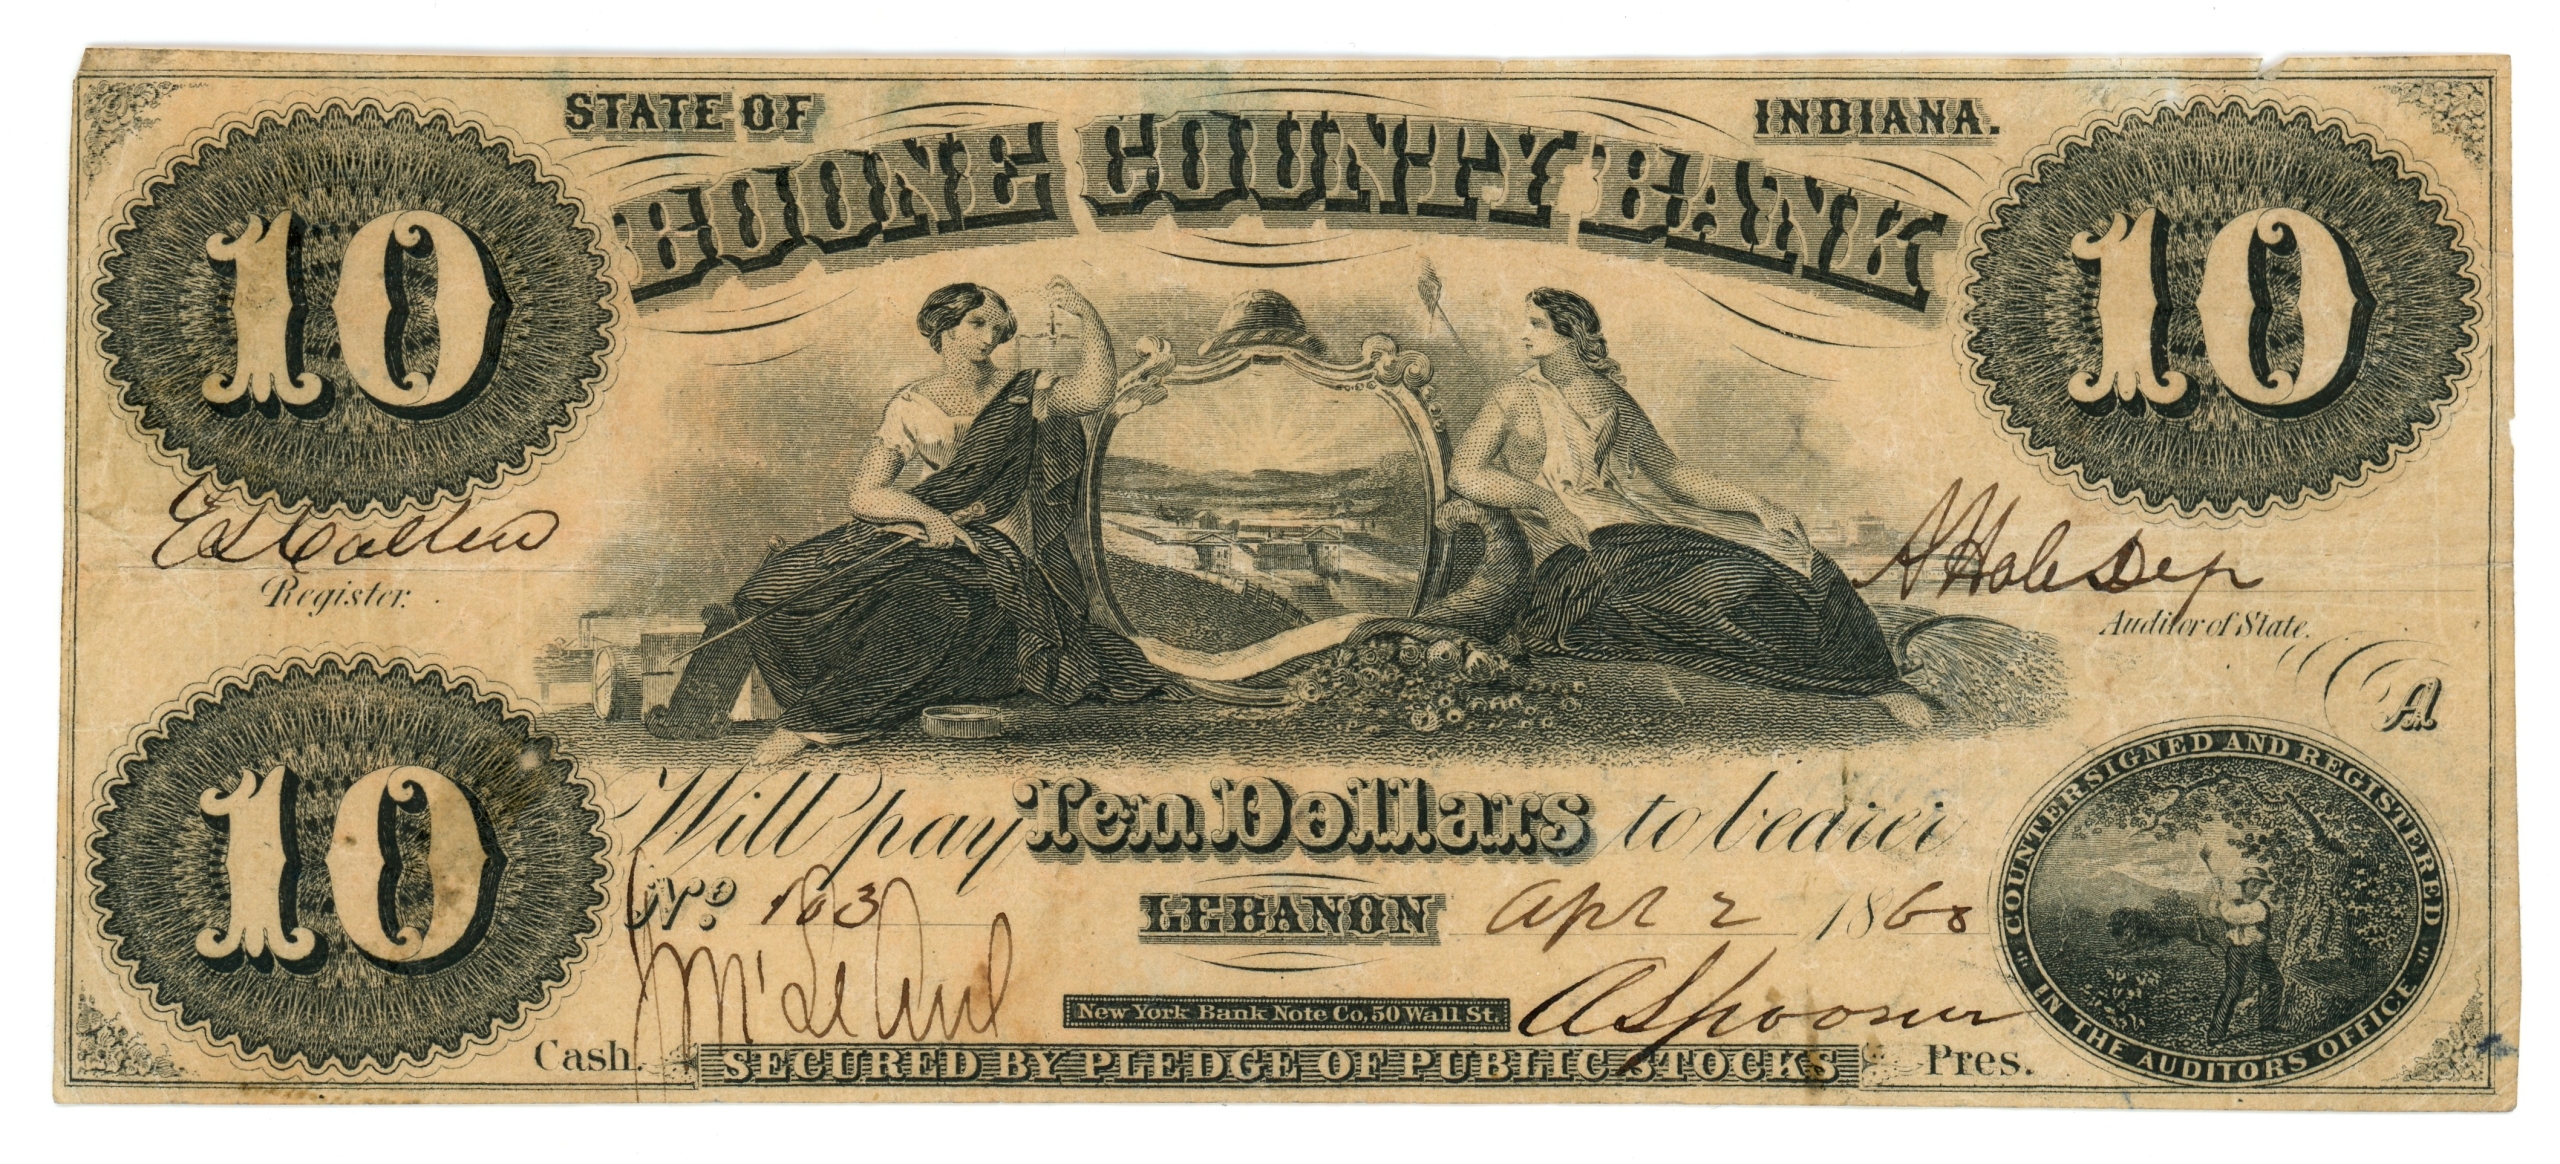 STATE OF INDIANA.
BOONE COUNTY BANK
10 10
Register.
Auditor of State.
A
10
Will pay Ten Dollars to bearer
No. 163
LEBANON Apl 2 1860
COUNTERSIGNED AND REGISTERED
IN THE AUDITORS OFFICE
New York Bank Note Co, 50 Wall St.
A Spooner
Cash. SECURED BY PLEDGE OF PUBLIC STOCKS Pres.